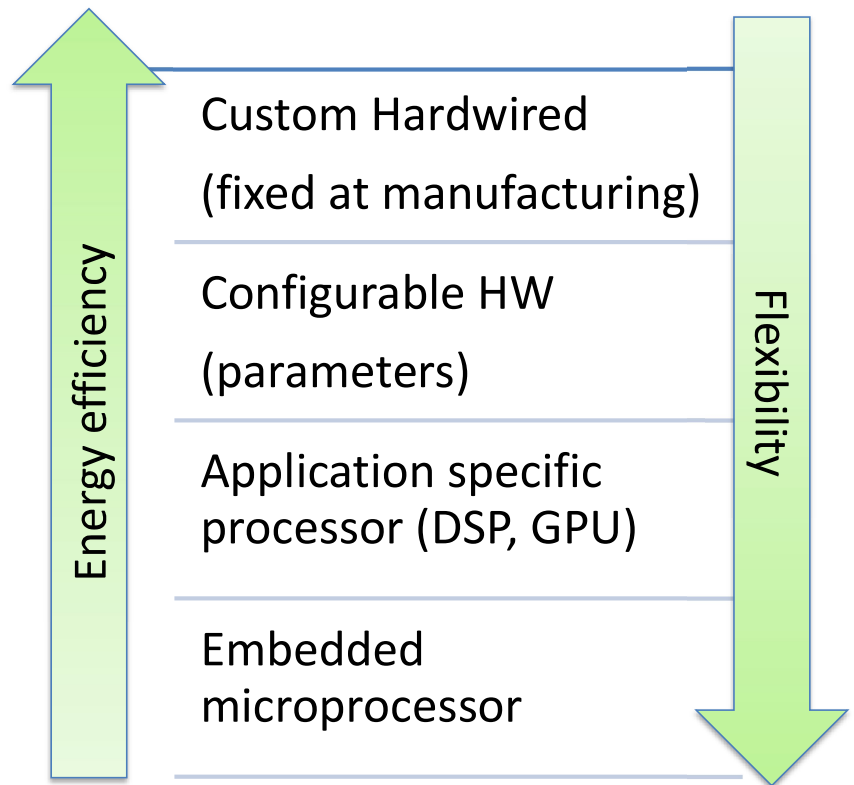 Energy efficiency
Custom Hardwired
(fixed at manufacturing)
Configurable HW
(parameters)
Application specific
processor (DSP, GPU)
Embedded
microprocessor
Flexibility